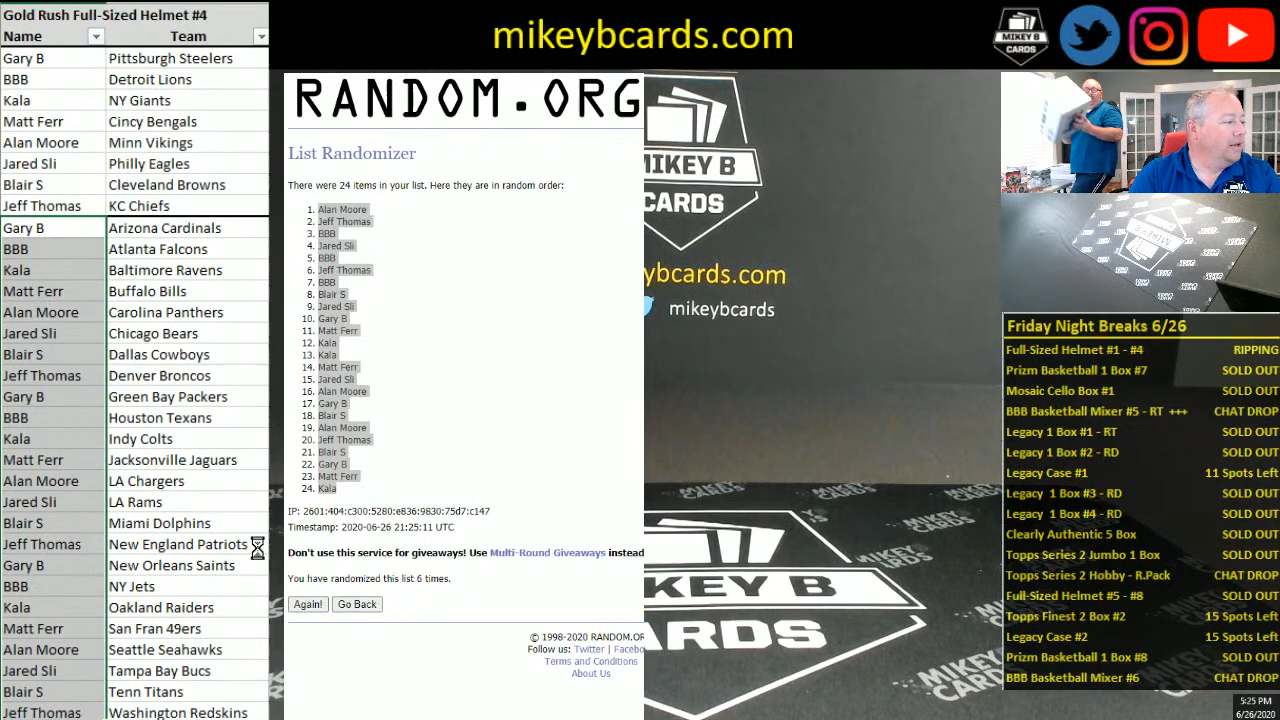 Gold Rush Full-Sized Helmet #4
Name Team
Gary B Pittsburgh Steelers
BBB Detroit Lions
Kala NY Giants
Matt Ferr Cincy Bengals
Alan Moore Minn Vikings
Jared Sli Philly Eagles
Blair S Cleveland Browns
Jeff Thomas KC Chiefs
Gary B Arizona Cardinals
BBB Atlanta Falcons
Kala Baltimore Ravens
Matt Ferr Buffalo Bills
Alan Moore Carolina Panthers
Jared Sli Chicago Bears
Blair S Dallas Cowboys
Jeff Thomas Denver Broncos
Gary B Green Bay Packers
BBB Houston Texans
Kala Indy Colts
Matt Ferr Jacksonville Jaguars
Alan Moore LA Chargers
Jared Sli LA Rams
Blair S Miami Dolphins
Jeff Thomas New England Patriots
Gary B New Orleans Saints
BBB NY Jets
Kala Oakland Raiders
Matt Ferr San Fran 49ers
Alan Moore Seattle Seahawks
Jared Sli Tampa Bay Bucs
Blair S Tenn Titans
Jeff Thomas Washington Redskins
mikeybcards.com
MIKEY B
CARDS
RANDOM.ORG
List Randomizer
There were 24 items in your list. Here they are in random order:
1. Alan Moore
2. Jeff Thomas
3. BBB
4. Jared Sli
5. BBB
6. Jeff Thomas
7. BBB
8. Blair S
9. Jared Sli
10. Gary B
11. Matt Ferr
12. Kala
13. Kala
14. Matt Ferr
15. Jared Sli
16. Alan Moore
17. Gary B
18. Blair S
19. Alan Moore
20. Jeff Thomas
21. Blair S
22. Gary B
23. Matt Ferr
24. Kala
IP: 2601:404:c300:5280:e836:9830:75d7:c147
Timestamp: 2020-06-26 21:25:11 UTC
Don't use this service for giveaways! Use Multi-Round Giveaways instead
You have randomized this list 6 times.
Again! Go Back
© 1998-2020 RANDOM.OR
Follow us: Twitter | Facebo
Terms and Conditions
About Us
MIKEY B
CARDS
ybcards.com
mikeybcards
MIKEY B
CARDS
Friday Night Breaks 6/26
Full-Sized Helmet #1 - #4 RIPPING
Prizm Basketball 1 Box #7 SOLD OUT
Mosaic Cello Box #1 SOLD OUT
BBB Basketball Mixer #5 - RT +++ CHAT DROP
Legacy 1 Box #1 - RT SOLD OUT
Legacy 1 Box #2 - RD SOLD OUT
Legacy Case #1 11 Spots Left
Legacy 1 Box #3 - RD SOLD OUT
Legacy 1 Box #4 - RD SOLD OUT
Clearly Authentic 5 Box SOLD OUT
Topps Series 2 Jumbo 1 Box SOLD OUT
Topps Series 2 Hobby - R.Pack CHAT DROP
Full-Sized Helmet #5 - #8 SOLD OUT
Topps Finest 2 Box #2 15 Spots Left
Legacy Case #2 15 Spots Left
Prizm Basketball 1 Box #8 SOLD OUT
BBB Basketball Mixer #6 CHAT DROP
5:25 PM
6/26/2020